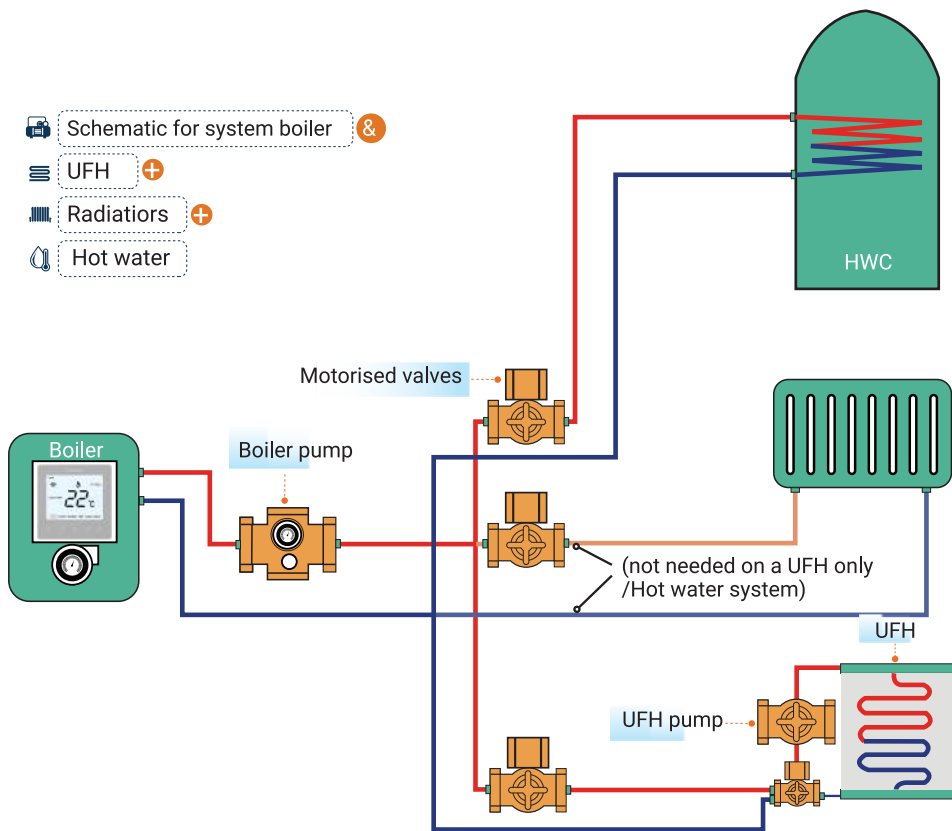 Schematic for system boiler &
UFH +
Radiatiors +
Hot water
HWC
Motorised valves
Boiler pump
Boiler
22°c
(not needed on a UFH only
/Hot water system)
UFH
UFH pump